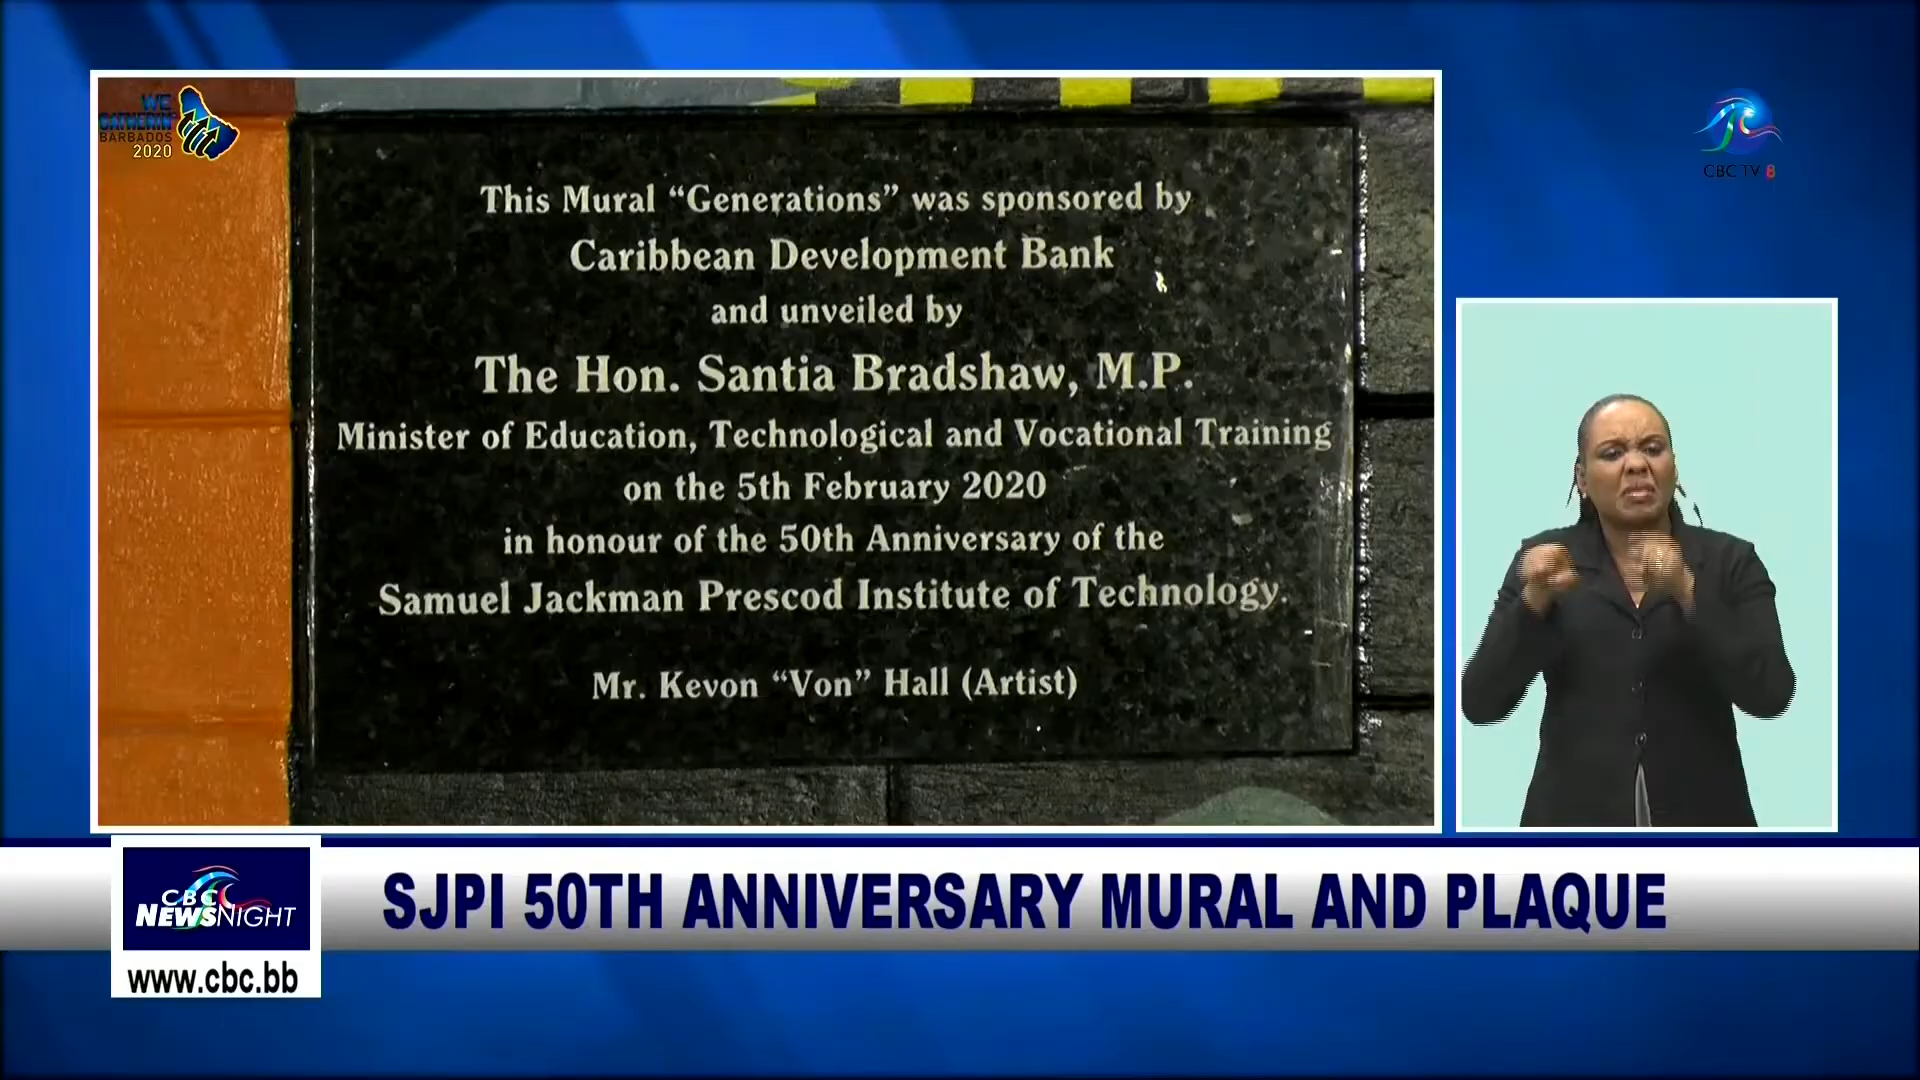 WE
GATHERIN'
BARBADOS
2020
This Mural “Generations” was sponsored by
Caribbean Development Bank
and unveiled by
The Hon. Santia Bradshaw, M.P.
Minister of Education, Technological and Vocational Training
on the 5th February 2020
in honour of the 50th Anniversary of the
Samuel Jackman Prescod Institute of Technology.
Mr. Kevon “Von” Hall (Artist)
CBC TV 8
CBC
NEWSNIGHT
www.cbc.bb
SJPI 50TH ANNIVERSARY MURAL AND PLAQUE